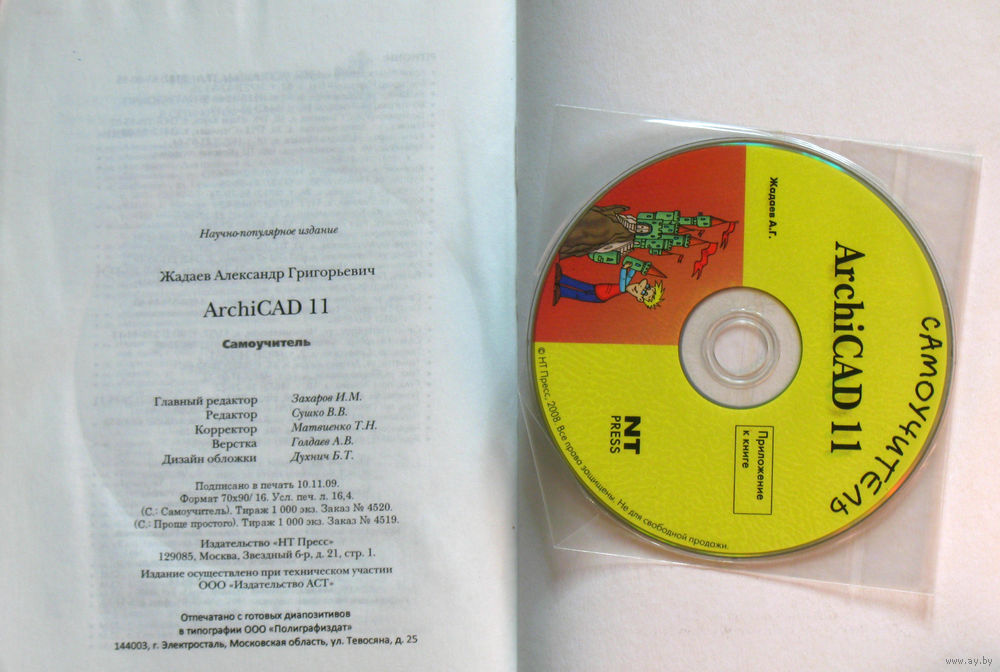 Научно-популярное издание
Жадаев Александр Григорьевич
ArchiCAD 11
Самоучитель
Главный редактор Захаров И.М.
Редактор Сушко В.В.
Корректор Матвиенко Т.Н.
Верстка Голдаев А.В.
Дизайн обложки Духнич Б.Т.
Подписано в печать 10.11.09.
Формат 70x90/ 16. Усл. печ. л. 16,4.
(С.: Самоучитель). Тираж 1 000 экз. Заказ № 4520.
(С.: Проще простого). Тираж 1 000 экз. Заказ № 4519.
Издательство «НТ Пресс»
129085, Москва, Звездный б-р, д. 21, стр. 1.
Издание осуществлено при техническом участии
ООО «Издательство АСТ»
Отпечатано с готовых диапозитивов
в типографии ООО «Полиграфиздат»
144003, г. Электросталь, Московская область, ул. Тевосяна, д. 25
Жадаев А.Г.
ArchiCAD 11
САМОУЧИТЕЛЬ
Приложение
к книге
NT
PRESS
© НТ Пресс, 2008. Все права защищены. Не для свободной продажи.
www.ay.by